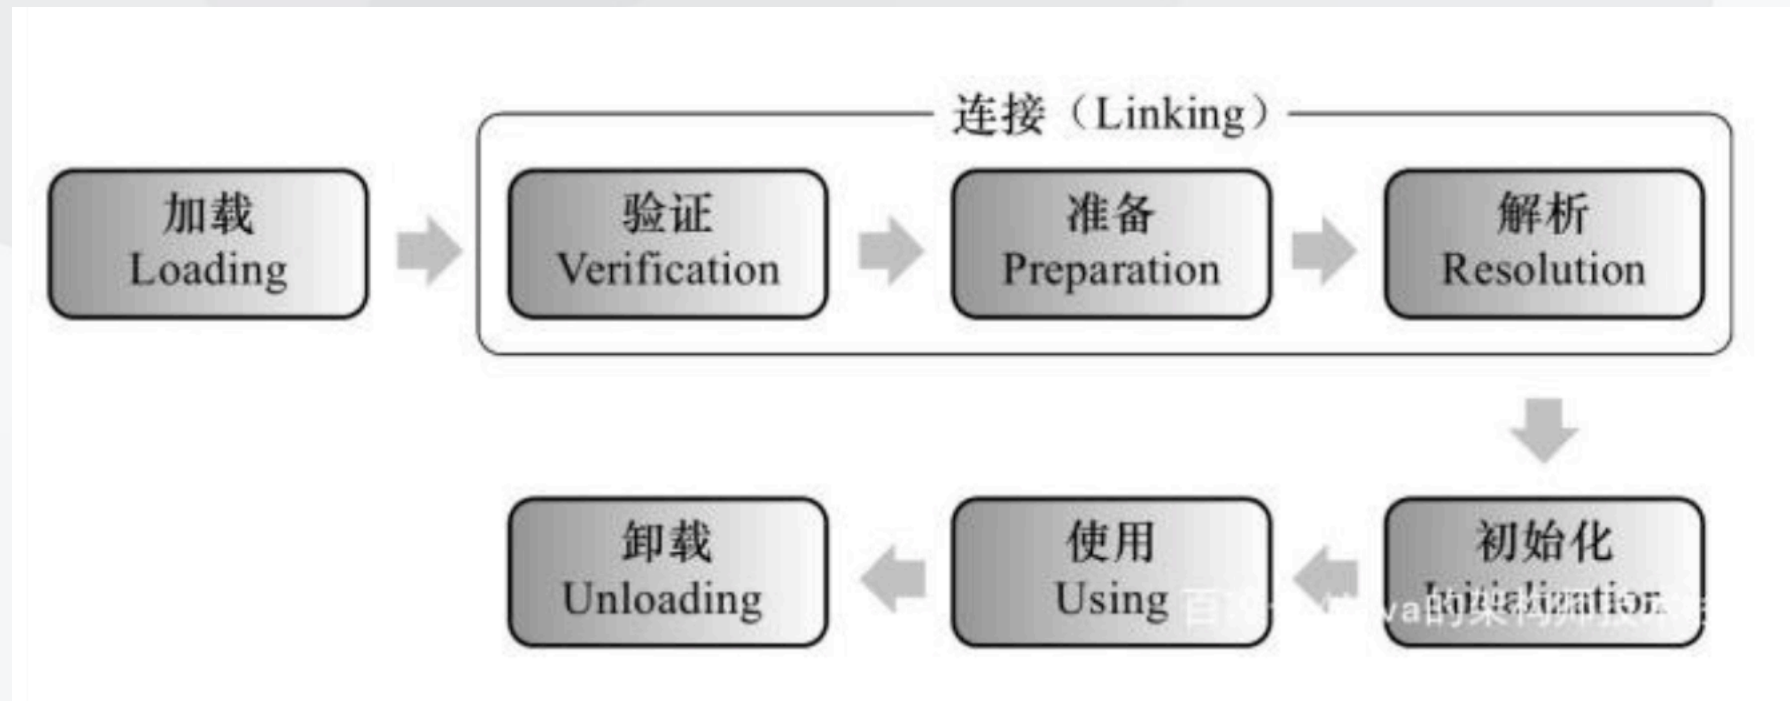 连接（Linking）
加载
Loading
验证
Verification
准备
Preparation
解析
Resolution
卸载
Unloading
使用
Using
初始化
Initialization